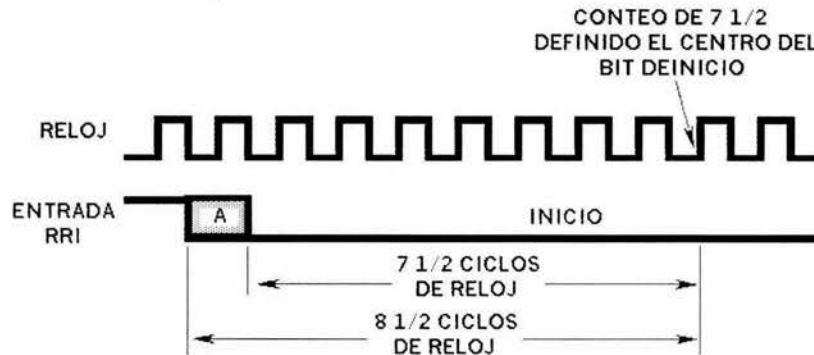 CONTEO DE 7 1/2
DEFINIDO EL CENTRO DEL
BIT DEINICIO
RELOJ
ENTRADA
RRI
A
INICIO
7 1/2 CICLOS
DE RELOJ
8 1/2 CICLOS
DE RELOJ